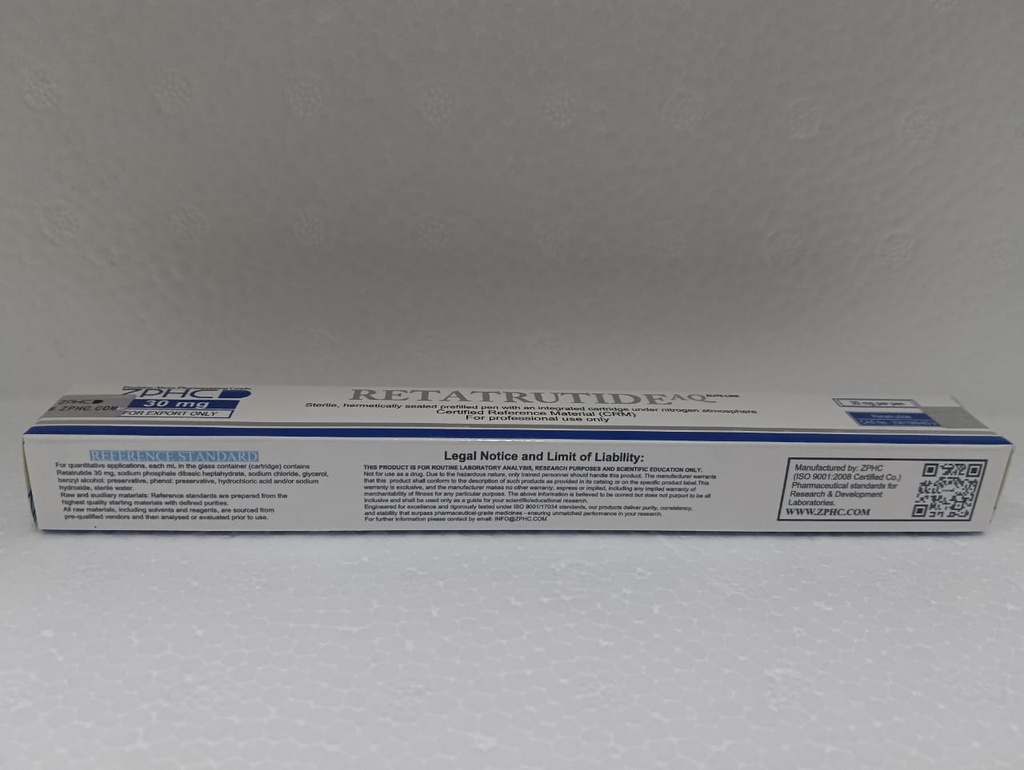 ZPHC
30 mg
FOR EXPORT ONLY
ZPHC
ZPHC.COM
RETATRUTIDE AQ
Sterile, hermetically sealed prefilled pen with an integrated cartridge under nitrogen atmosphere
Certified Reference Material (CRM)
For professional use only
30 mg per pen
REFERENCE STANDARD
For quantitative applications, each mL in the glass container (cartridge) contains
Retatrutide 30 mg, sodium phosphate dibasic heptahydrate, sodium chloride, glycerol,
benzyl alcohol: preservative, phenol: preservative, hydrochloric acid and/or sodium
hydroxide, sterile water.
Raw and auxiliary materials: Reference standards are prepared from the
highest quality starting materials with defined purities.
All raw materials, including solvents and reagents, are sourced from
pre-qualified vendors and then analysed or evaluated prior to use.
Legal Notice and Limit of Liability:
THIS PRODUCT IS FOR ROUTINE LABORATORY ANALYSIS, RESEARCH PURPOSES AND SCIENTIFIC EDUCATION ONLY.
Not for use as a drug. Due to the hazardous nature, only trained personnel should handle this product. The manufacturer warrants
that this product shall conform to the description of such products as provided in its catalog or on the specific product label. This
warranty is exclusive, and the manufacturer makes no other warranty, express or implied, including any implied warranty of
merchantability of fitness for any particular purpose. The above information is believed to be correct but does not purport to be all
inclusive and shall be used only as a guide for your scientific/educational research.
Engineered for excellence and rigorously tested under ISO 9001/17034 standards, our products deliver purity, consistency,
and stability that surpass pharmaceutical-grade medicines - ensuring unmatched performance in your research.
For further information please contact by email: INFO@ZPHC.COM
Manufactured by: ZPHC
(ISO 9001:2008 Certified Co.)
Pharmaceutical standards for
Research & Development
Laboratories.
WWW.ZPHC.COM